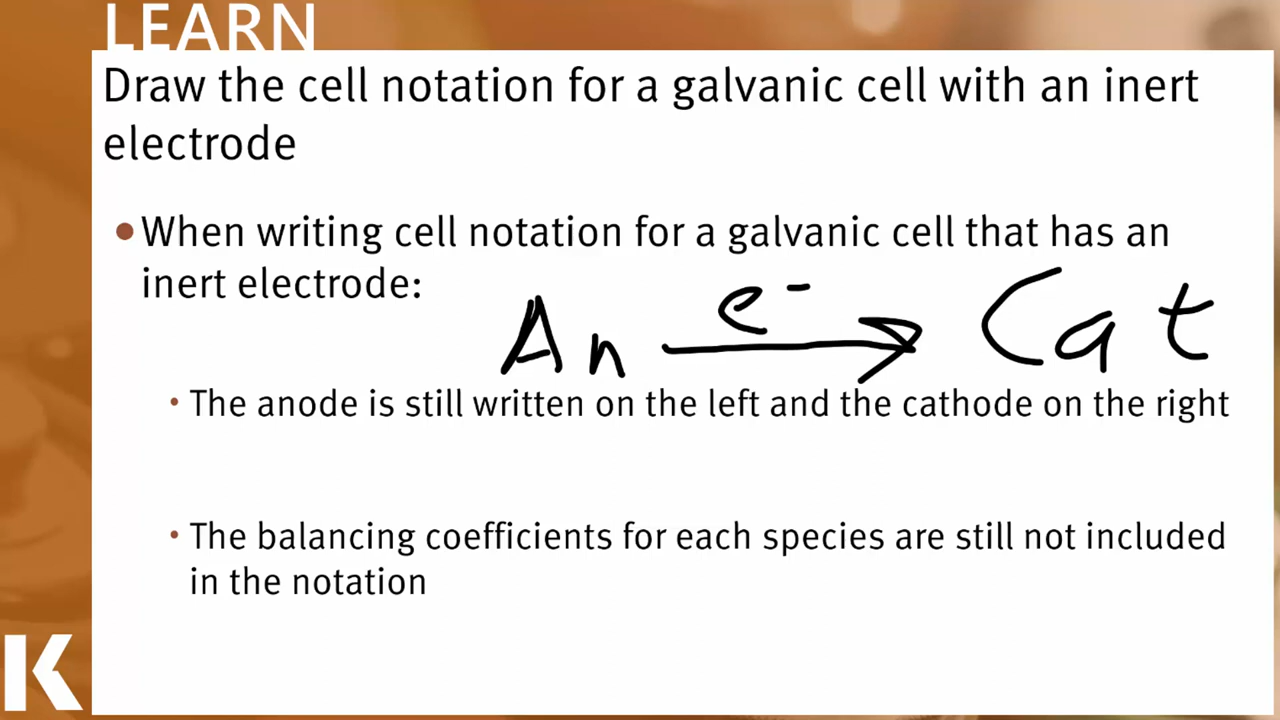 LEARN
Draw the cell notation for a galvanic cell with an inert
electrode
• When writing cell notation for a galvanic cell that has an
inert electrode:
An e⁻ → Cat
• The anode is still written on the left and the cathode on the right
• The balancing coefficients for each species are still not included
in the notation
K